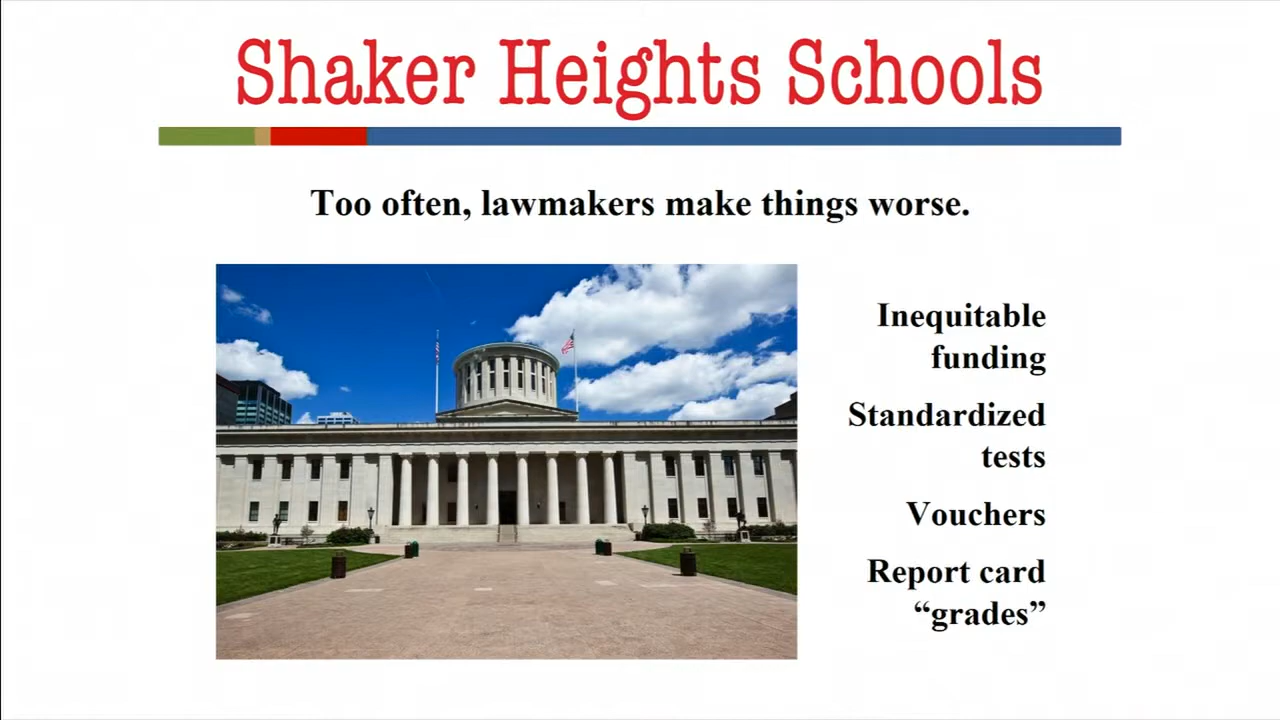 Shaker Heights Schools
Too often, lawmakers make things worse.
Inequitable
funding
Standardized
tests
Vouchers
Report card
“grades”